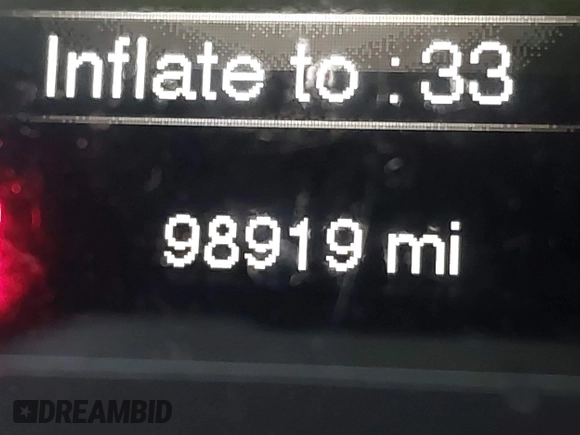 Inflate to : 33
98919 mi
DREAMBID